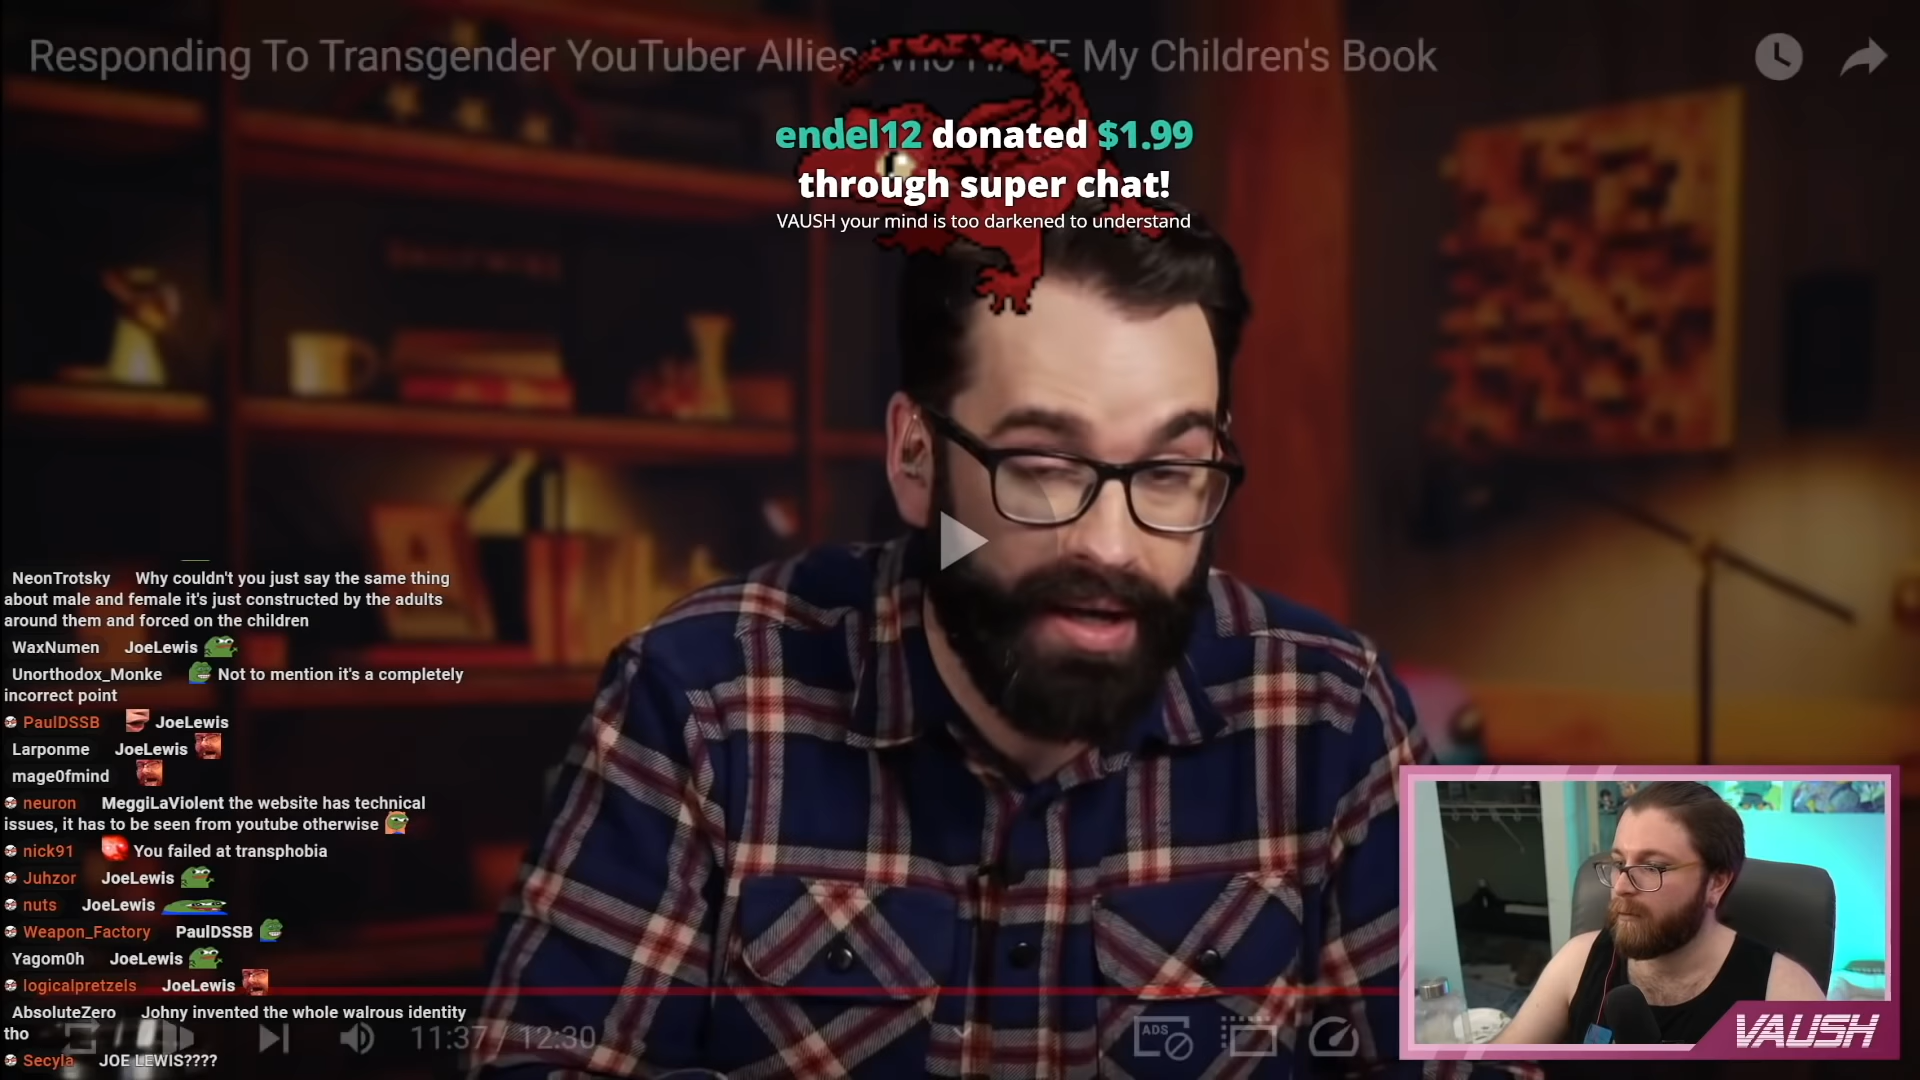 Responding To Transgender YouTuber Allies Who HATE My Children's Book
endel12 donated $1.99
through super chat!
VAUSH your mind is too darkened to understand
NeonTrotsky Why couldn't you just say the same thing
about male and female it's just constructed by the adults
around them and forced on the children
WaxNumen JoeLewis
Unorthodox_Monke Not to mention it's a completely
incorrect point
PaulDSSB JoeLewis
Larponme JoeLewis
mage0fmind
neuron MeggiLaViolent the website has technical
issues, it has to be seen from youtube otherwise
nick91 You failed at transphobia
Juhzor JoeLewis
nuts JoeLewis
Weapon_Factory PaulDSSB
Yagom0h JoeLewis
logicalpretzels JoeLewis
AbsoluteZero Johny invented the whole walrous identity
tho
Secyla JOE LEWIS????
11:37 / 12:30
ADS
VAUSH